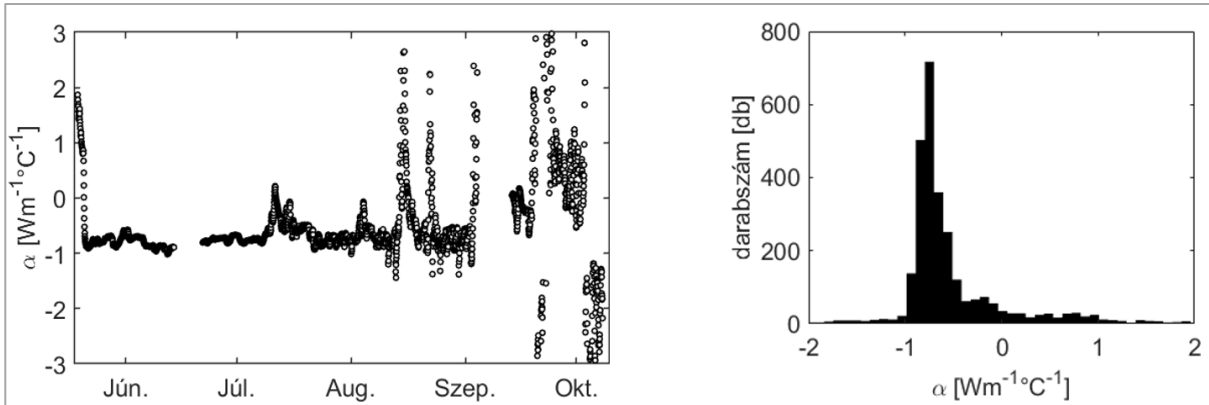 3
2
1
0
-1
-2
-3
α [Wm⁻¹°C⁻¹]
Jún. Júl. Aug. Szep. Okt.
800
600
400
200
0
darabszám [db]
-2 -1 0 1 2
α [Wm⁻¹°C⁻¹]